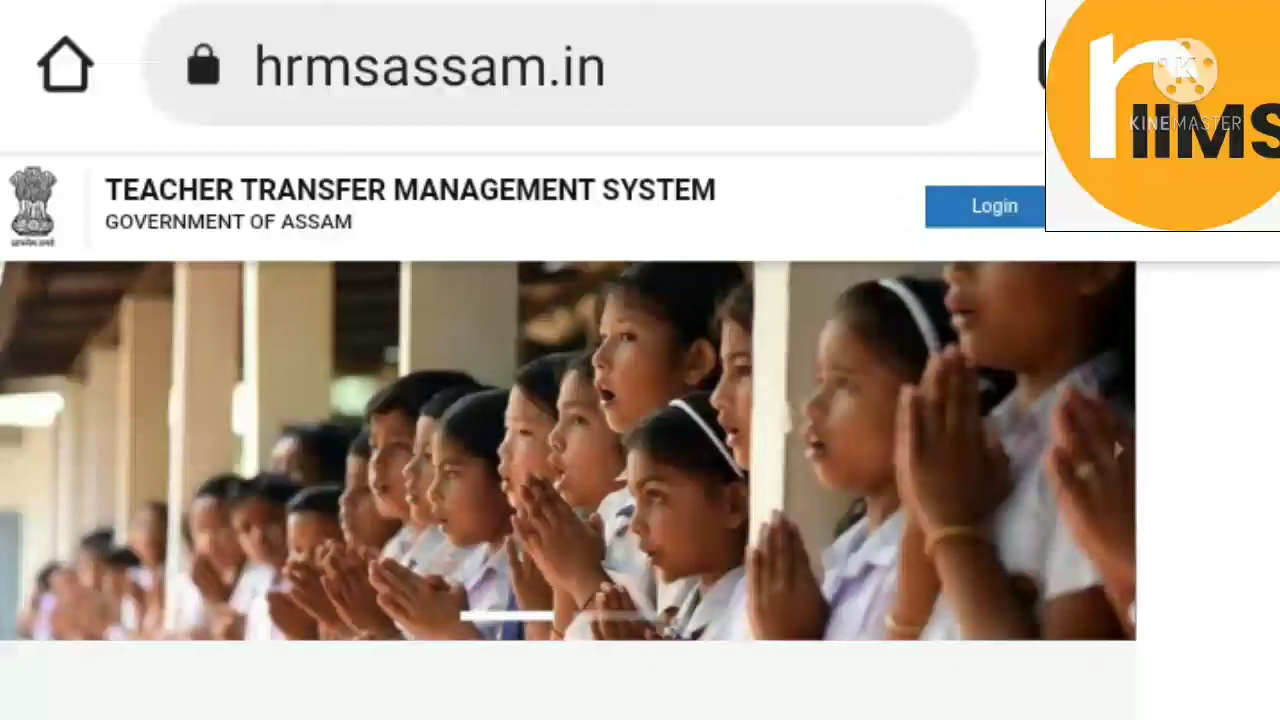 hrmsassam.in
TEACHER TRANSFER MANAGEMENT SYSTEM
GOVERNMENT OF ASSAM
Login
KINEMASTER